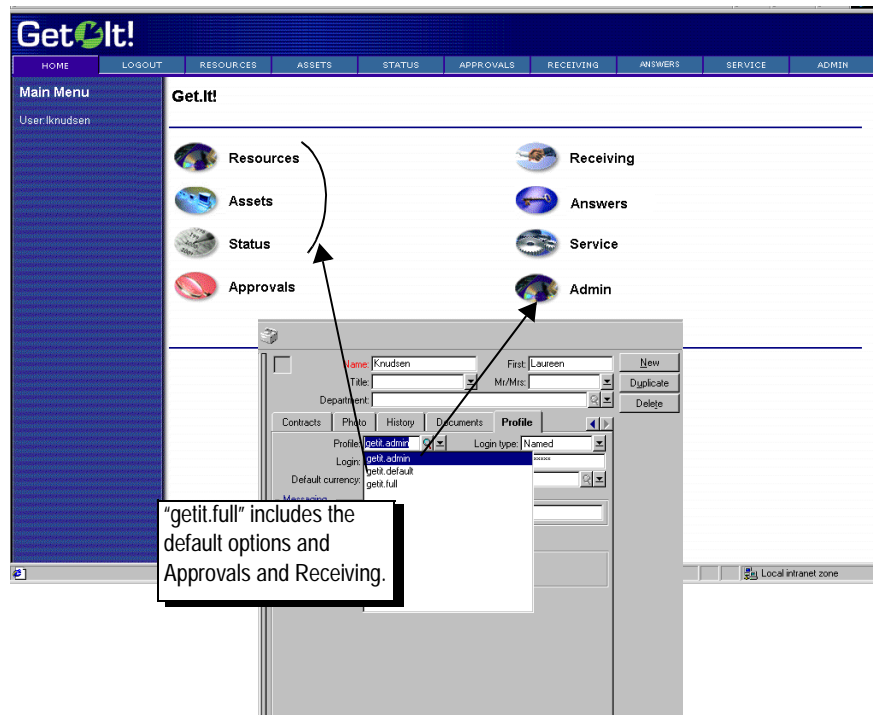 Get It!
HOME LOGOUT RESOURCES ASSETS STATUS APPROVALS RECEIVING ANSWERS SERVICE ADMIN
Main Menu
User:lknudsen
Get.It!
Resources
Receiving
Assets
Answers
Status
Service
Approvals
Admin
Name: Knudsen First: Laureen New
Title: Mr/Mrs: Duplicate
Department: Delete
Contracts Photo History Documents Profile
Profile: getit.admin Login type: Named
Login: getit.admin
getit.default
Default currency: getit.full
Messaging
"getit.full" includes the
default options and
Approvals and Receiving.
Local intranet zone